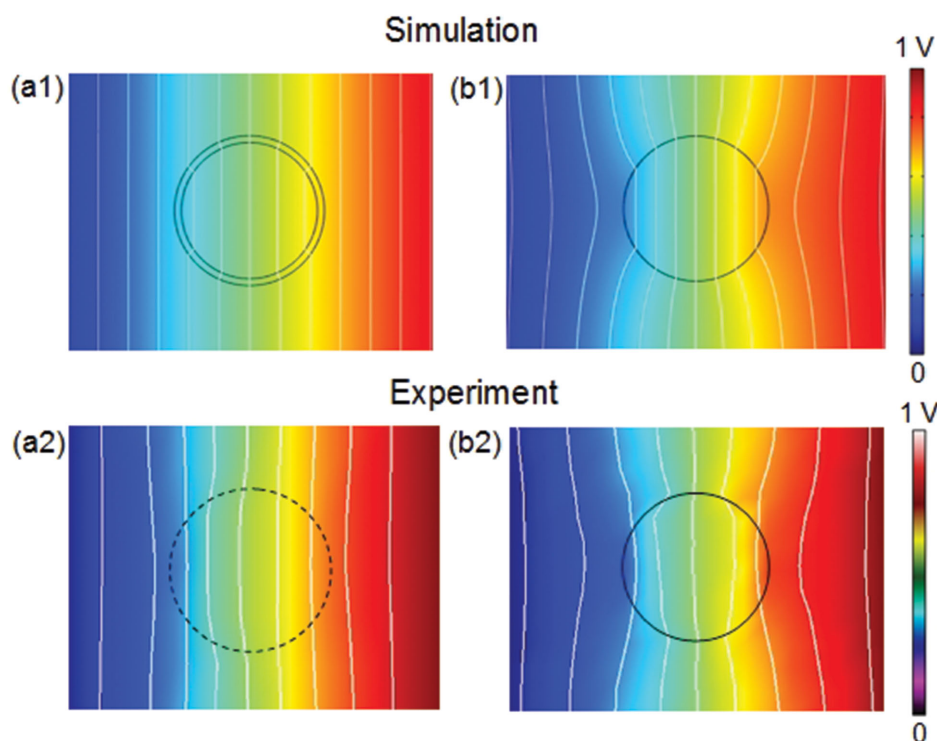 Simulation
1 V
(a1)
(b1)
0
Experiment
1 V
(a2)
(b2)
0